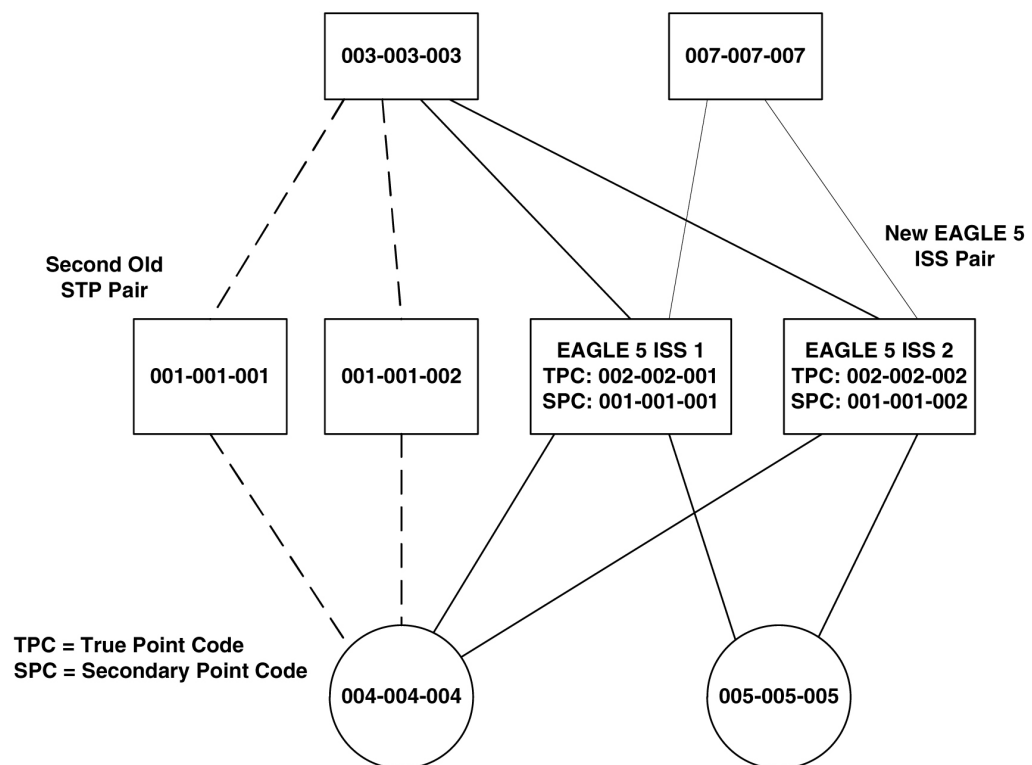 003-003-003
007-007-007
New EAGLE 5
ISS Pair
Second Old
STP Pair
001-001-001
001-001-002
EAGLE 5 ISS 1
TPC: 002-002-001
SPC: 001-001-001
EAGLE 5 ISS 2
TPC: 002-002-002
SPC: 001-001-002
TPC = True Point Code
SPC = Secondary Point Code
004-004-004
005-005-005